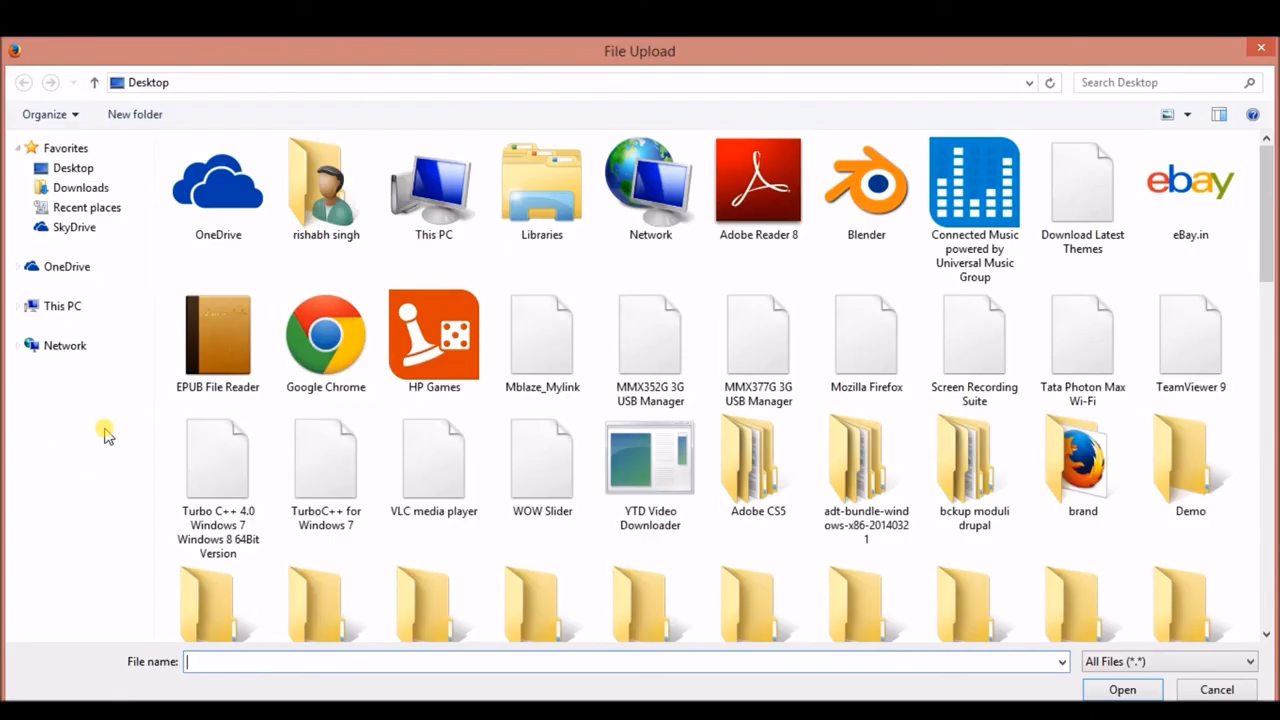 File Upload
Desktop
Search Desktop
Organize
New folder
Favorites
Desktop
Downloads
Recent places
SkyDrive
OneDrive
This PC
Network
OneDrive
rishabh singh
This PC
Libraries
Network
Adobe Reader 8
Blender
Connected Music
powered by
Universal Music
Group
Download Latest
Themes
ebay
eBay.in
EPUB File Reader
Google Chrome
HP Games
Mblaze_Mylink
MMX352G 3G
USB Manager
MMX377G 3G
USB Manager
Mozilla Firefox
Screen Recording
Suite
Tata Photon Max
Wi-Fi
TeamViewer 9
Turbo C++ 4.0
Windows 7
Windows 8 64Bit
Version
TurboC++ for
Windows 7
VLC media player
WOW Slider
YTD Video
Downloader
Adobe CS5
adt-bundle-wind
ows-x86-2014032
1
bckup moduli
drupal
brand
Demo
File name:
All Files (*.*)
Open
Cancel